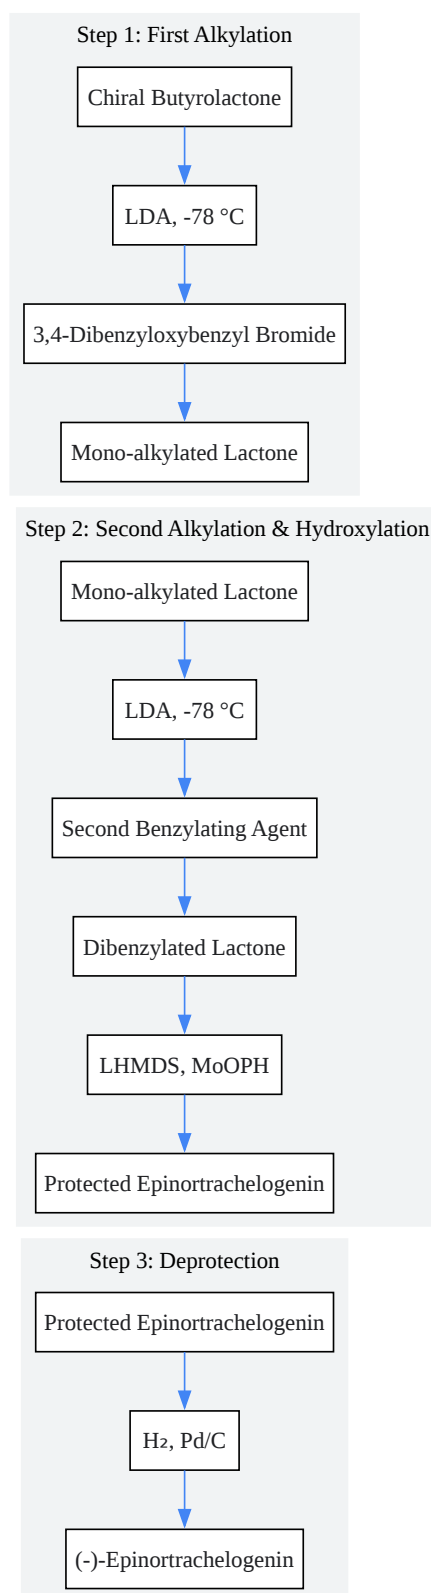 Step 1: First Alkylation
Chiral Butyrolactone
LDA, -78 °C
3,4-Dibenzyloxybenzyl Bromide
Mono-alkylated Lactone
Step 2: Second Alkylation & Hydroxylation
Mono-alkylated Lactone
LDA, -78 °C
Second Benzylating Agent
Dibenzylated Lactone
LHMDS, MoOPH
Protected Epinortrachelogenin
Step 3: Deprotection
Protected Epinortrachelogenin
H₂, Pd/C
(-)-Epinortrachelogenin